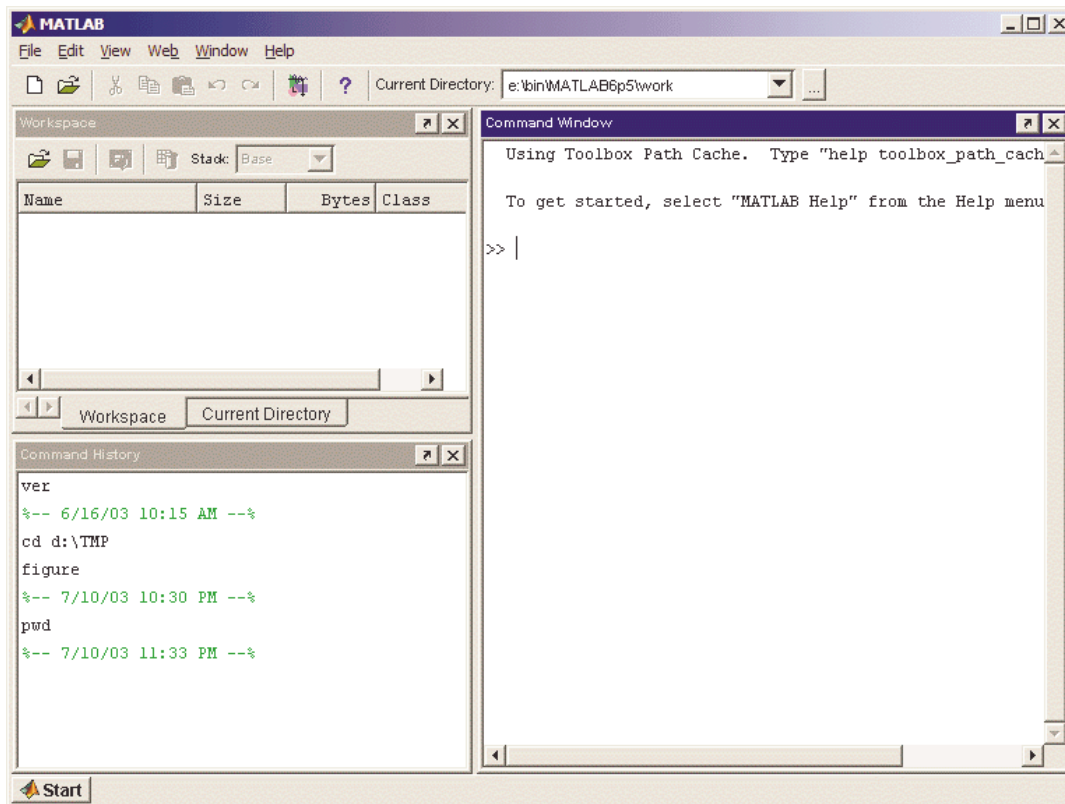 MATLAB
File Edit View Web Window Help
? Current Directory: e:\bin\MATLAB6p5\work ...
Workspace
Stack: Base
Name Size Bytes Class
Workspace Current Directory
Command History
ver
%-- 6/16/03 10:15 AM --%
cd d:\TMP
figure
%-- 7/10/03 10:30 PM --%
pwd
%-- 7/10/03 11:33 PM --%
Command Window
Using Toolbox Path Cache. Type "help toolbox_path_cach
To get started, select "MATLAB Help" from the Help menu
>>
Start